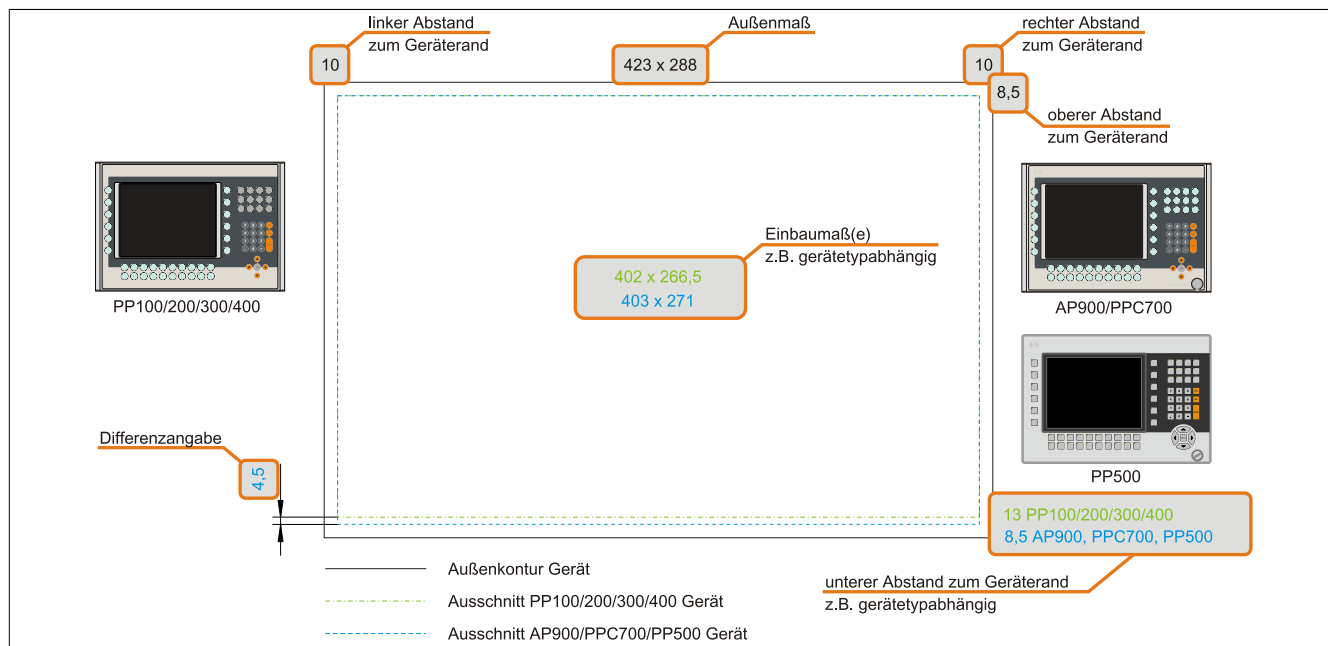 linker Abstand
zum Geräterand
10
Außenmaß
423 x 288
rechter Abstand
zum Geräterand
10
8,5
oberer Abstand
zum Geräterand
PP100/200/300/400
Einbaumaß(e)
z.B. gerätetypabhängig
402 x 266,5
403 x 271
AP900/PPC700
PP500
Differenzangabe
4,5
13 PP100/200/300/400
8,5 AP900, PPC700, PP500
unterer Abstand zum Geräterand
z.B. gerätetypabhängig
Außenkontur Gerät
Ausschnitt PP100/200/300/400 Gerät
Ausschnitt AP900/PPC700/PP500 Gerät